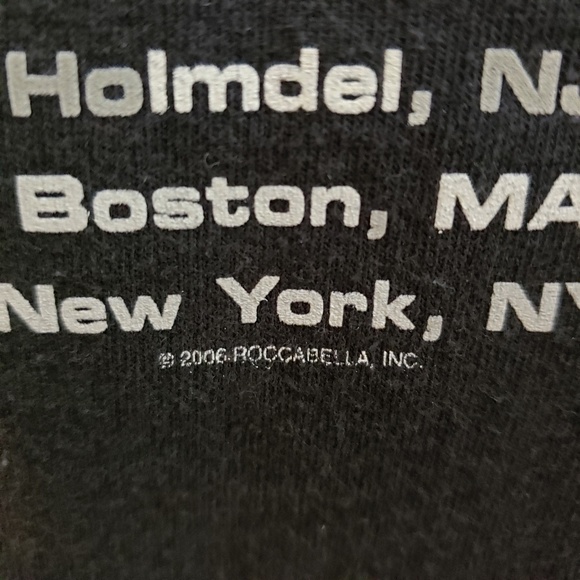 Holmdel, NJ
Boston, MA
New York, NY
© 2006 ROCCABELLA, INC.